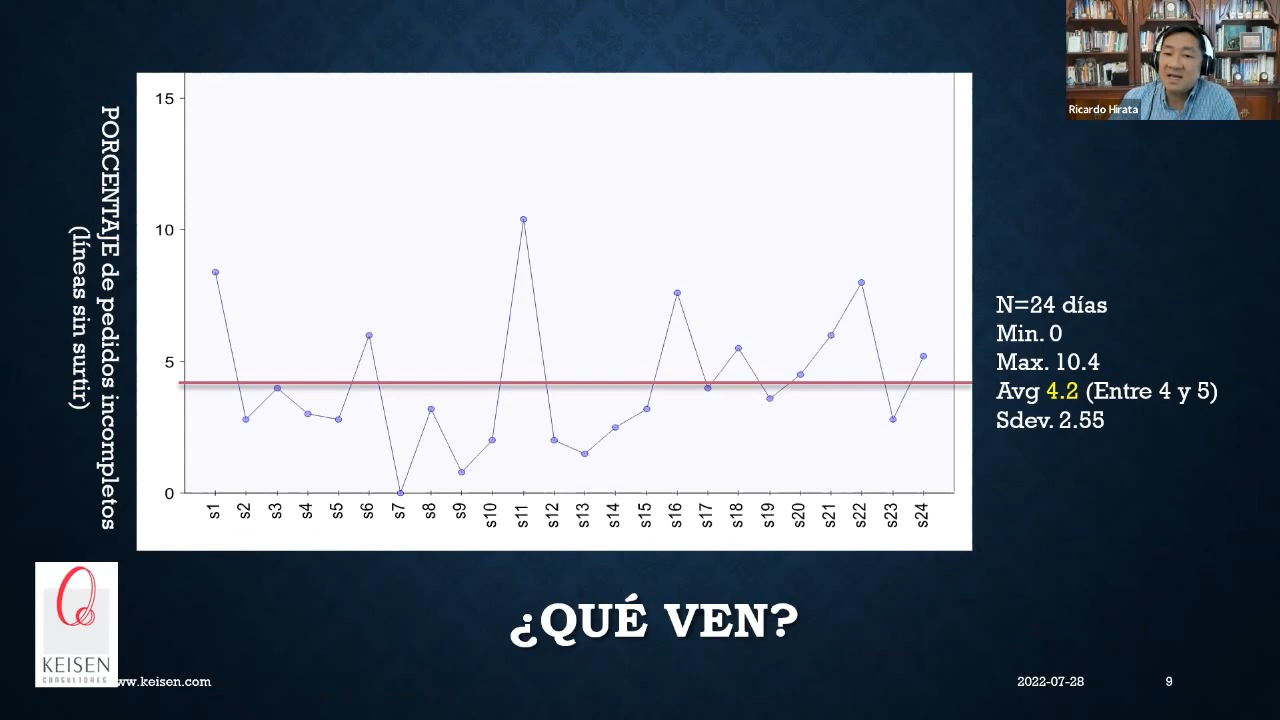 Ricardo Hirata
PORCENTAJE de pedidos incompletos
(líneas sin surtir)
15
10
5
0
s1
s2
s3
s4
s5
s6
s7
s8
s9
s10
s11
s12
s13
s14
s15
s16
s17
s18
s19
s20
s21
s22
s23
s24
N=24 días
Min. 0
Max. 10.4
Avg 4.2 (Entre 4 y 5)
Sdev. 2.55
¿QUÉ VEN?
KEISEN
CONSULTORES
ww.keisen.com
2022-07-28
9